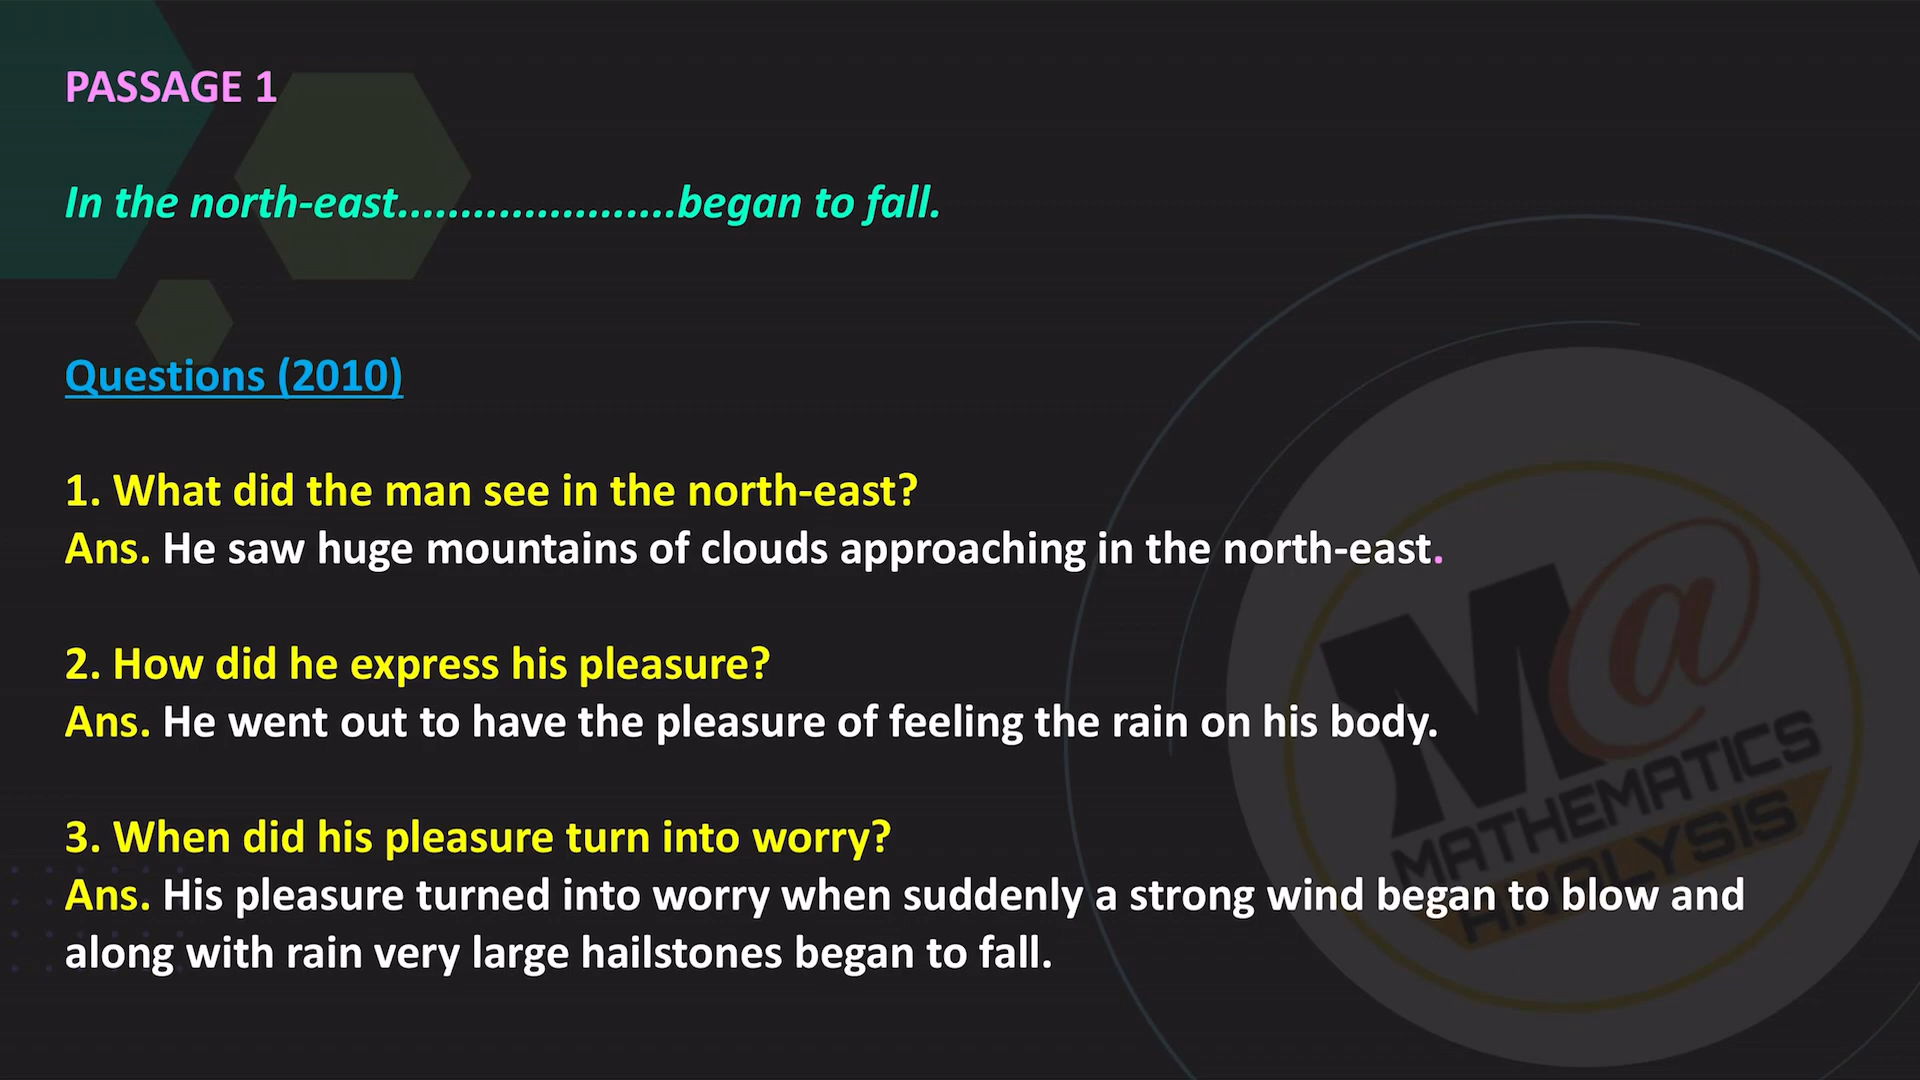 PASSAGE 1
In the north-east......................began to fall.
Questions (2010)
1. What did the man see in the north-east?
Ans. He saw huge mountains of clouds approaching in the north-east.
2. How did he express his pleasure?
Ans. He went out to have the pleasure of feeling the rain on his body.
3. When did his pleasure turn into worry?
Ans. His pleasure turned into worry when suddenly a strong wind began to blow and
along with rain very large hailstones began to fall.
M@
MATHEMATICS
ANALYSIS